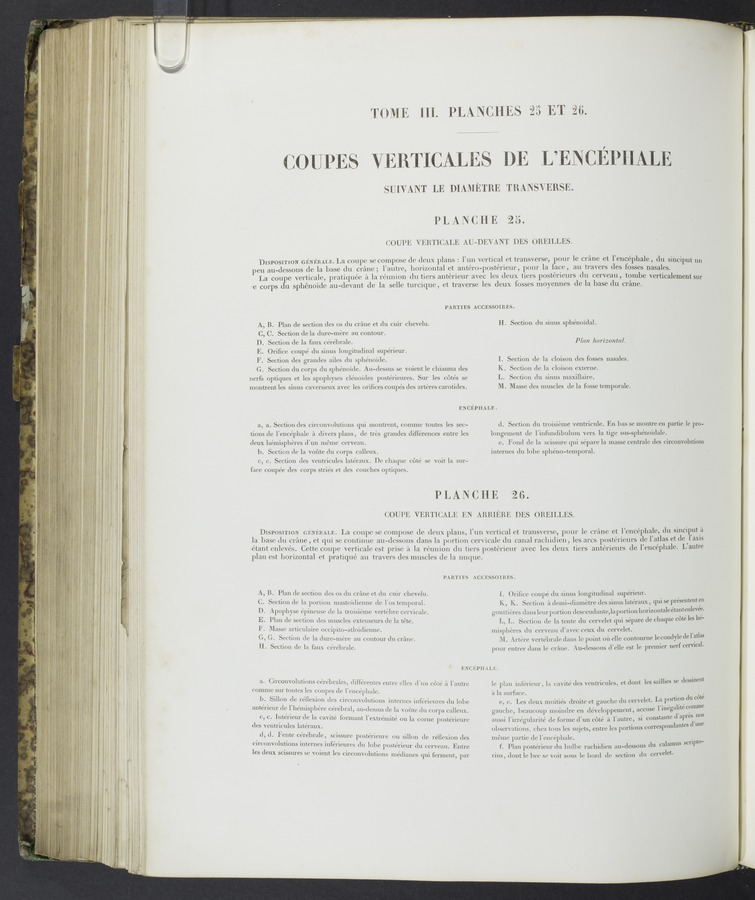 TOME III. PLANCHES 25 ET 26.
COUPES VERTICALES DE L'ENCÉPHALE
SUIVANT LE DIAMÈTRE TRANSVERSE.
PLANCHE 25.
COUPE VERTICALE AU-DEVANT DES OREILLES.
DISPOSITION GÉNÉRALE. La coupe se compose de deux plans : l'un vertical et transverse, pour le crâne et l'encéphale, du sinciput un
peu au-dessous de la base du crâne ; l'autre, horizontal et antéro-postérieur, pour la face, au travers des fosses nasales.
La coupe verticale, pratiquée à la réunion du tiers antérieur avec les deux tiers postérieurs du cerveau, tombe verticalement sur
e corps du sphénoïde au-devant de la selle turcique, et traverse les deux fosses moyennes de la base du crâne.
PARTIES ACCESSOIRES.
A, B. Plan de section des os du crâne et du cuir chevelu.
C, C. Section de la dure-mère au contour.
D. Section de la faux cérébrale.
E. Orifice coupé du sinus longitudinal supérieur.
F. Section des grandes ailes du sphénoïde.
G. Section du corps du sphénoïde. Au-dessus se voient le chiasma des
nerfs optiques et les apophyses clénoïdes postérieures. Sur les côtés se
montrent les sinus caverneux avec les orifices coupés des artères carotides.
H. Section du sinus sphénoïdal.
Plan horizontal.
I. Section de la cloison des fosses nasales.
K. Section de la cloison externe.
L. Section du sinus maxillaire.
M. Masse des muscles de la fosse temporale.
ENCÉPHALE.
a, a. Section des circonvolutions qui montrent, comme toutes les sec-
tions de l'encéphale à divers plans, de très grandes différences entre les
deux hémisphères d'un même cerveau.
b. Section de la voûte du corps calleux.
c, c. Section des ventricules latéraux. De chaque côté se voit la sur-
face coupée des corps striés et des couches optiques.
d. Section du troisième ventricule. En bas se montre en partie le pro-
longement de l'infundibulum vers la tige sus-sphénoïdale.
e. Fond de la scissure qui sépare la masse centrale des circonvolutions
internes du lobe sphéno-temporal.
PLANCHE 26.
COUPE VERTICALE EN ARRIÈRE DES OREILLES.
DISPOSITION GÉNÉRALE. La coupe se compose de deux plans, l'un vertical et transverse, pour le crâne et l'encéphale, du sinciput à
la base du crâne, et qui se continue au-dessous dans la portion cervicale du canal rachidien, les arcs postérieurs de l'atlas et de l'axis
étant enlevés. Cette coupe verticale est prise à la réunion du tiers postérieur avec les deux tiers antérieurs de l'encéphale. L'autre
plan est horizontal et pratiqué au travers des muscles de la nuque.
PARTIES ACCESSOIRES.
A, B. Plan de section des os du crâne et du cuir chevelu.
C. Section de la portion mastoïdienne de l'os temporal.
D. Apophyse épineuse de la troisième vertèbre cervicale.
E. Plan de section des muscles extenseurs de la tête.
F. Masse articulaire occipito-atloïdienne.
G, G. Section de la dure-mère au contour du crâne.
H. Section de la faux cérébrale.
I. Orifice coupé du sinus longitudinal supérieur.
K, K. Section à demi-diamètre des sinus latéraux, qui se présentent en
gouttières dans leur portion descendante, la portion horizontale étant enlevée.
L, L. Section de la tente du cervelet qui sépare de chaque côté les hé-
misphères du cerveau d'avec ceux du cervelet.
M. Artère vertébrale dans le point où elle contourne le condyle de l'atlas
pour entrer dans le crâne. Au-dessous d'elle est le premier nerf cervical.
ENCÉPHALE.
a. Circonvolutions cérébrales, différentes entre elles d'un côté à l'autre
comme sur toutes les coupes de l'encéphale.
b. Sillon de réflexion des circonvolutions internes inférieures du lobe
antérieur de l'hémisphère cérébral, au-dessus de la voûte du corps calleux.
c, c. Intérieur de la cavité formant l'extrémité ou la corne postérieure
des ventricules latéraux.
d, d. Fente cérébrale, scissure postérieure ou sillon de réflexion des
circonvolutions internes inférieures du lobe postérieur du cerveau. Entre
les deux scissures se voient les circonvolutions médianes qui ferment, par
le plan inférieur, la cavité des ventricules, et dont les saillies se dessinent
à la surface.
e, e. Les deux moitiés droite et gauche du cervelet. La portion du côté
gauche, beaucoup moindre en développement, accuse l'inégalité comme
aussi l'irrégularité de forme d'un côté à l'autre, si constante d'après nos
observations, chez tous les sujets, entre les portions correspondantes d'une
même partie de l'encéphale.
f. Plan postérieur du bulbe rachidien au-dessous du calamus scripto-
rius, dont le bec se voit sous le bord de section du cervelet.